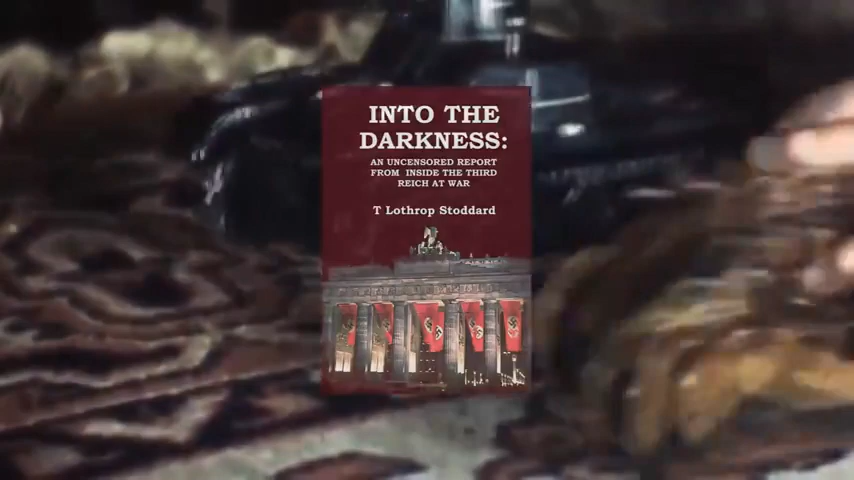 INTO THE
DARKNESS:
AN UNCENSORED REPORT
FROM INSIDE THE THIRD
REICH AT WAR
T Lothrop Stoddard